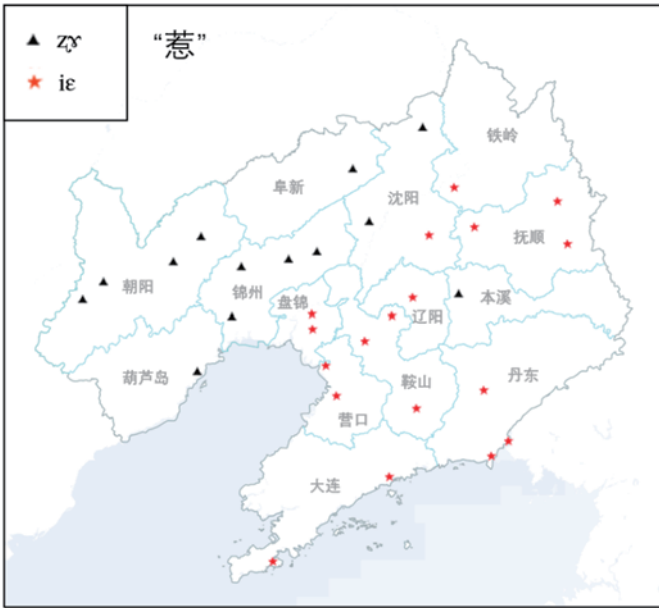 ▲ ʐɤ
★ iɛ
“惹”
铁岭
阜新
沈阳
抚顺
朝阳
锦州
盘锦
辽阳
本溪
葫芦岛
鞍山
丹东
营口
大连